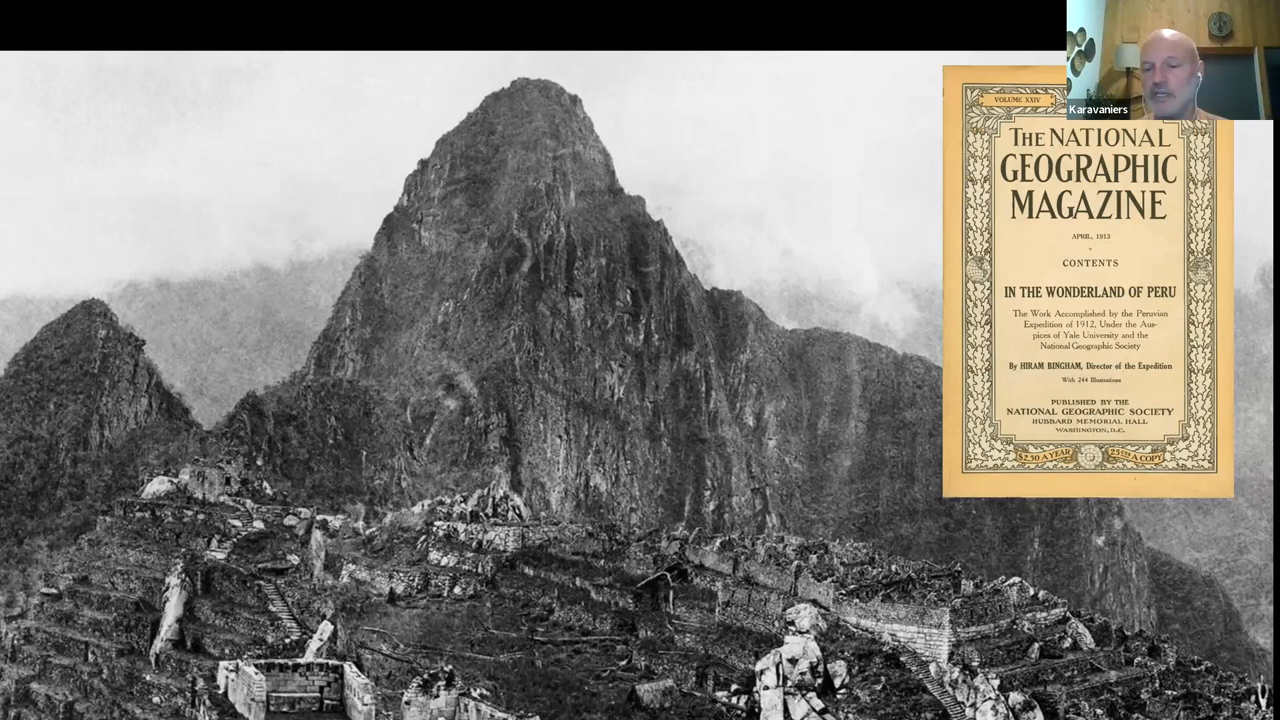 Karavaniers
VOLUME XXIV
THE NATIONAL
GEOGRAPHIC
MAGAZINE
APRIL, 1913
CONTENTS
IN THE WONDERLAND OF PERU
The Work Accomplished by the Peruvian
Expedition of 1912, Under the Aus-
pices of Yale University and the
National Geographic Society
By HIRAM BINGHAM, Director of the Expedition
With 244 Illustrations
PUBLISHED BY THE
NATIONAL GEOGRAPHIC SOCIETY
HUBBARD MEMORIAL HALL
WASHINGTON, D.C.
$2.50 A YEAR
25 CTS A COPY